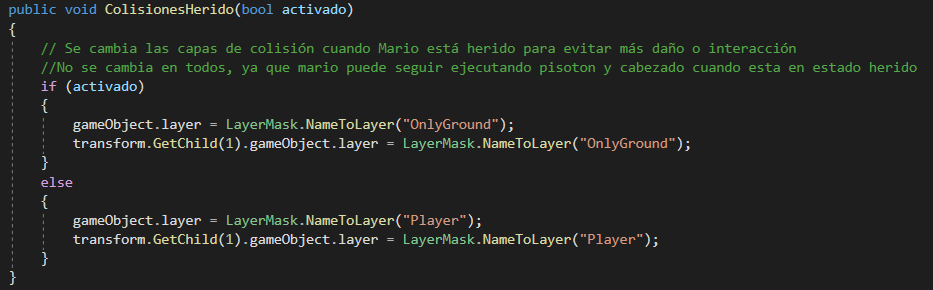 public void ColisionesHerido(bool activado)
{
// Se cambia las capas de colisión cuando Mario está herido para evitar más daño o interacción
//No se cambia en todos, ya que mario puede seguir ejecutando pisoton y cabezado cuando esta en estado herido
if (activado)
{
gameObject.layer = LayerMask.NameToLayer("OnlyGround");
transform.GetChild(1).gameObject.layer = LayerMask.NameToLayer("OnlyGround");
}
else
{
gameObject.layer = LayerMask.NameToLayer("Player");
transform.GetChild(1).gameObject.layer = LayerMask.NameToLayer("Player");
}
}